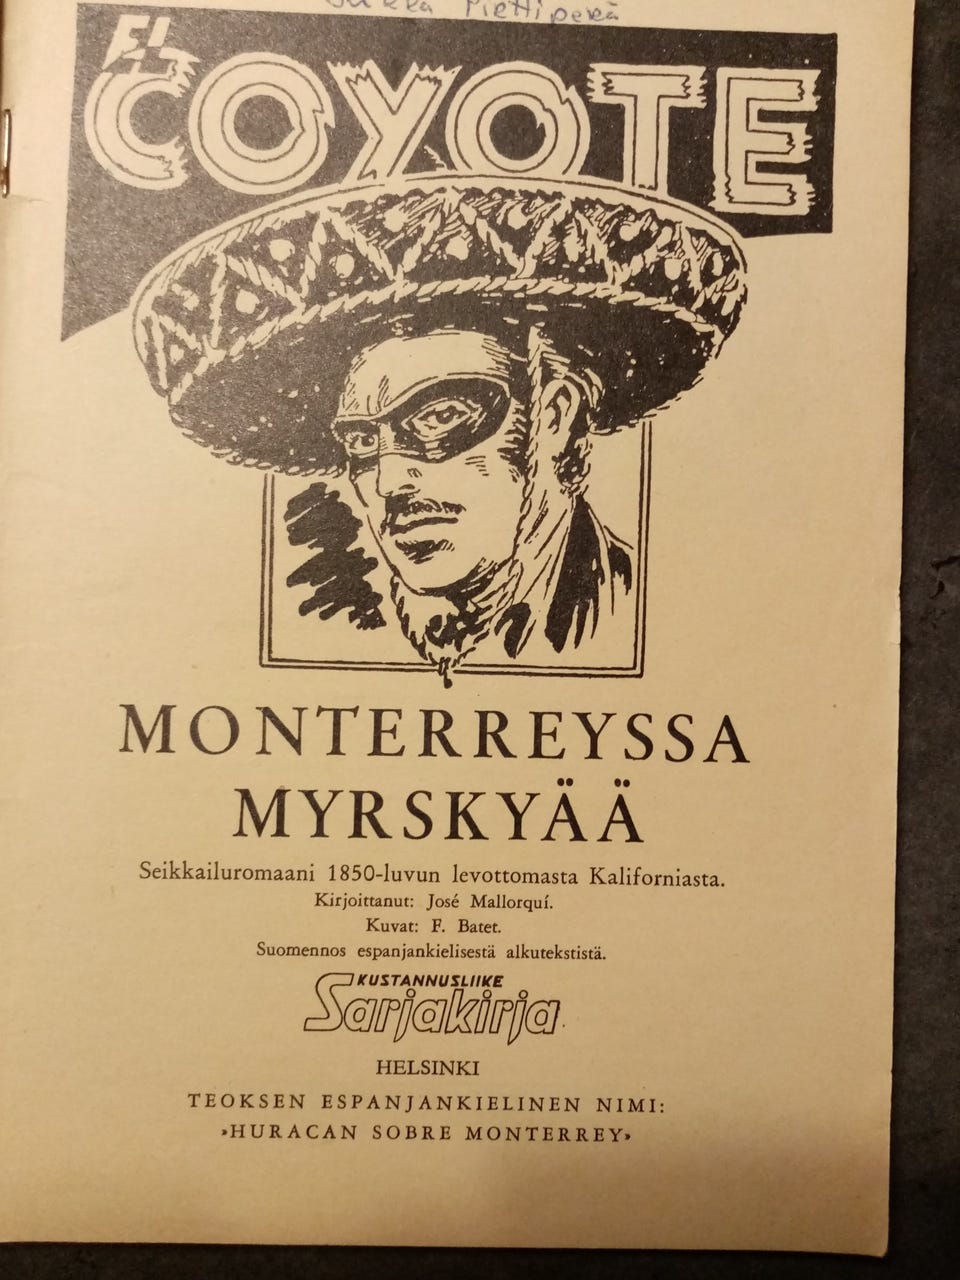 Piettiperä
EL
COYOTE
MONTERREYSSA
MYRSKYÄÄ
Seikkailuromaani 1850-luvun levottomasta Kaliforniasta.
Kirjoittanut: José Mallorquí.
Kuvat: F. Batet.
Suomennos espanjankielisestä alkutekstistä.
KUSTANNUSLIIKE
Sarjakirja
HELSINKI
TEOKSEN ESPANJANKIELINEN NIMI:
»HURACAN SOBRE MONTERREY»